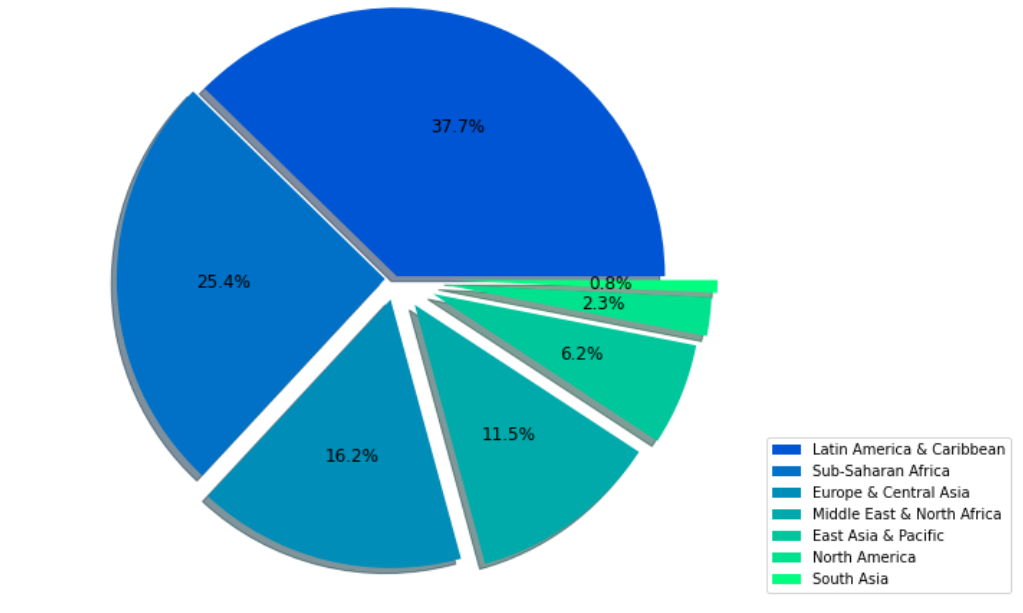 37.7%
25.4%
0.8%
2.3%
6.2%
11.5%
16.2%
Latin America & Caribbean
Sub-Saharan Africa
Europe & Central Asia
Middle East & North Africa
East Asia & Pacific
North America
South Asia